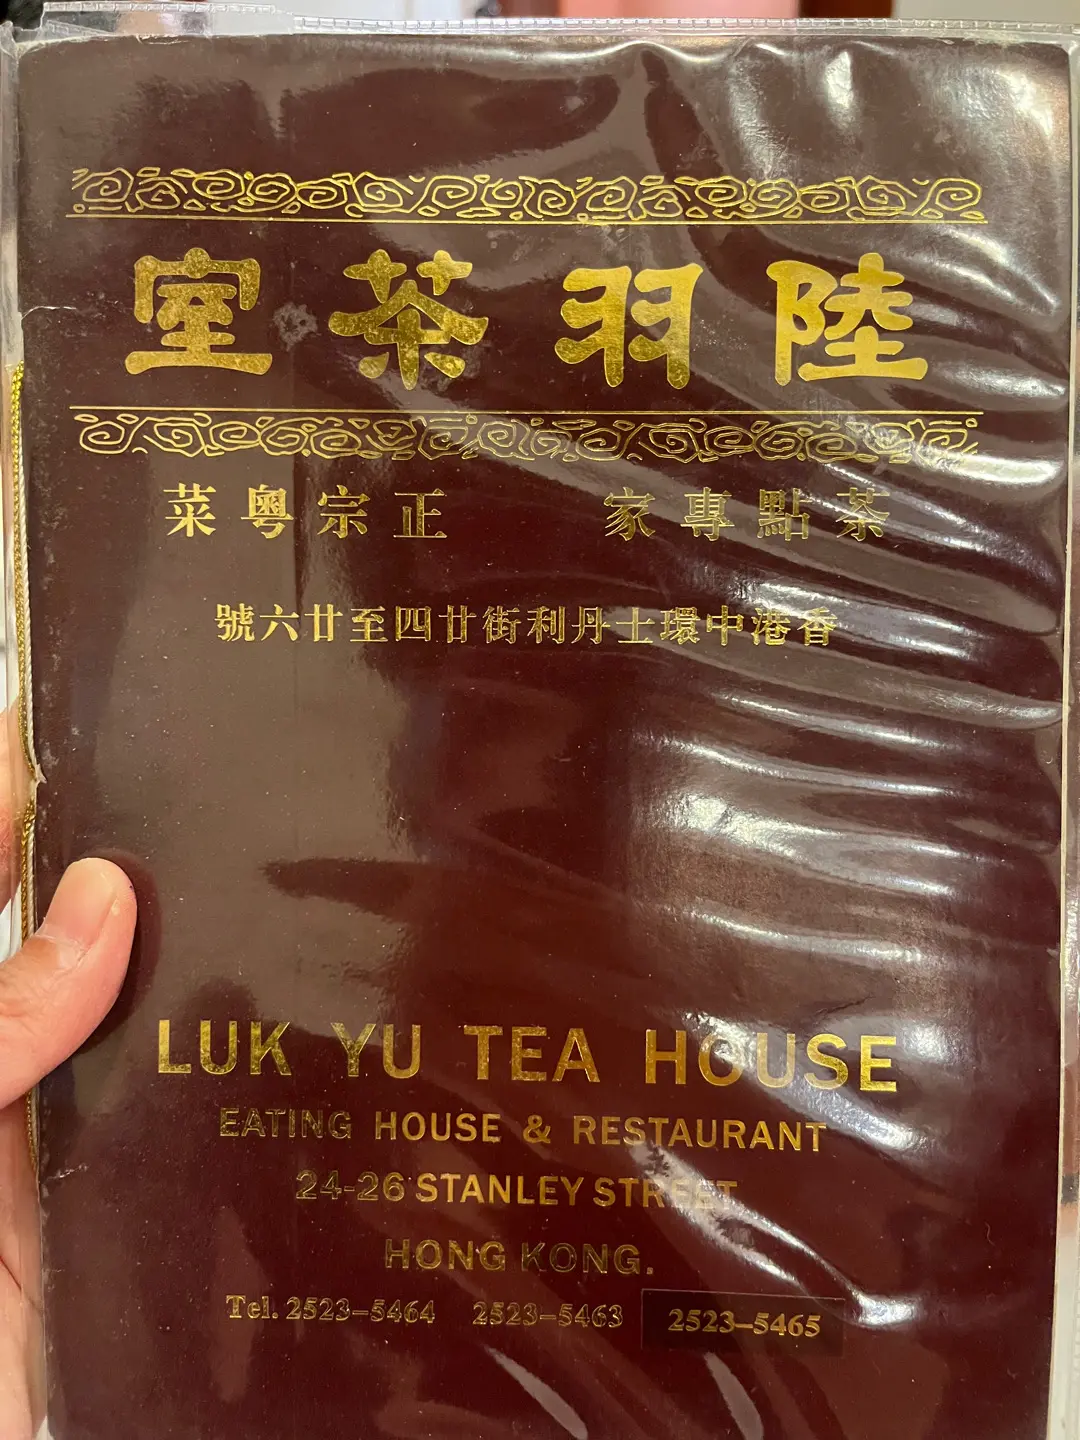 陸羽茶室
茶點專家 正宗粵菜
香港中環士丹利街廿四至廿六號
LUK YU TEA HOUSE
EATING HOUSE & RESTAURANT
24-26 STANLEY STREET
HONG KONG.
Tel. 2523-5464 2523-5463 2523-5465